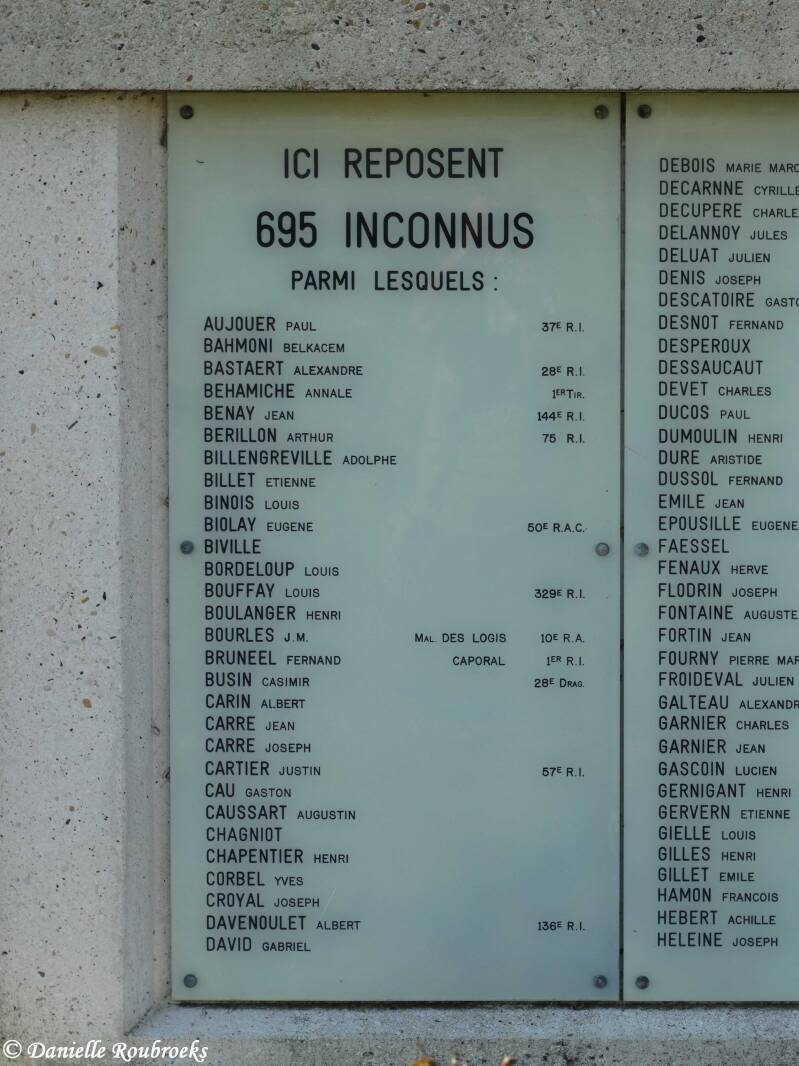 ICI REPOSENT
695 INCONNUS
PARMI LESQUELS :
AUJOUER PAUL 37E R.I.
BAHMONI BELKACEM
BASTAERT ALEXANDRE 28E R.I.
BEHAMICHE ANNALE 1ER TIR.
BENAY JEAN 144E R.I.
BERILLON ARTHUR 75 R.I.
BILLENGREVILLE ADOLPHE
BILLET ETIENNE
BINOIS LOUIS
BIOLAY EUGENE 50E R.A.C.
BIVILLE
BORDELOUP LOUIS
BOUFFAY LOUIS 329E R.I.
BOULANGER HENRI
BOURLES J.M. MAL DES LOGIS 10E R.A.
BRUNEEL FERNAND CAPORAL 1ER R.I.
BUSIN CASIMIR 28E DRAG.
CARIN ALBERT
CARRE JEAN
CARRE JOSEPH
CARTIER JUSTIN 57E R.I.
CAU GASTON
CAUSSART AUGUSTIN
CHAGNIOT
CHAPENTIER HENRI
CORBEL YVES
CROYAL JOSEPH
DAVENOULET ALBERT 136E R.I.
DAVID GABRIEL
DEBOIS MARIE MARC
DECARNNE CYRILLE
DECUPERE CHARLE
DELANNOY JULES
DELUAT JULIEN
DENIS JOSEPH
DESCATOIRE GASTO
DESNOT FERNAND
DESPEROUX
DESSAUCAUT
DEVET CHARLES
DUCOS PAUL
DUMOULIN HENRI
DURE ARISTIDE
DUSSOL FERNAND
EMILE JEAN
EPOUSILLE EUGENE
FAESSEL
FENAUX HERVE
FLODRIN JOSEPH
FONTAINE AUGUSTE
FORTIN JEAN
FOURNY PIERRE MAR
FROIDEVAL JULIEN
GALTEAU ALEXANDR
GARNIER CHARLES
GARNIER JEAN
GASCOIN LUCIEN
GERNIGANT HENRI
GERVERN ETIENNE
GIELLE LOUIS
GILLES HENRI
GILLET EMILE
HAMON FRANCOIS
HEBERT ACHILLE
HELEINE JOSEPH
© Danielle Roubroeks